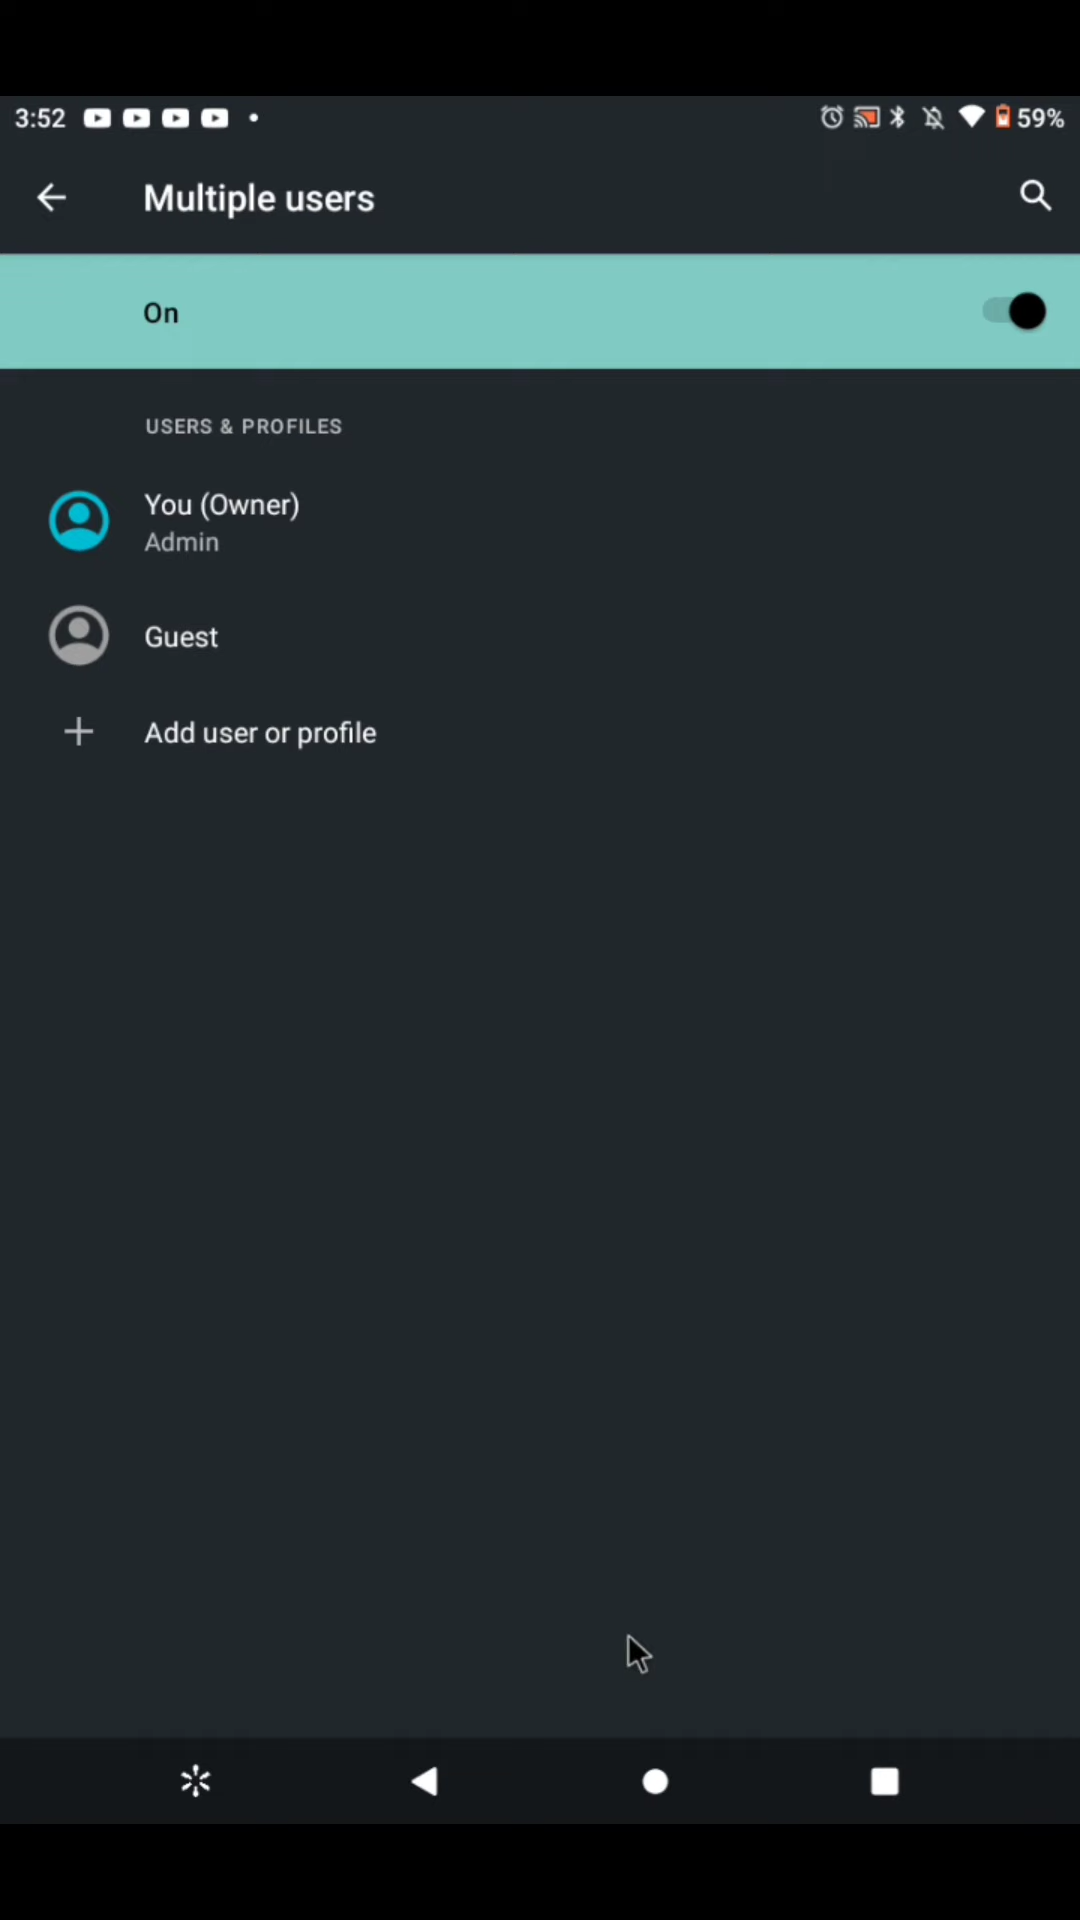 3:52
59%
Multiple users
On
USERS & PROFILES
You (Owner)
Admin
Guest
Add user or profile